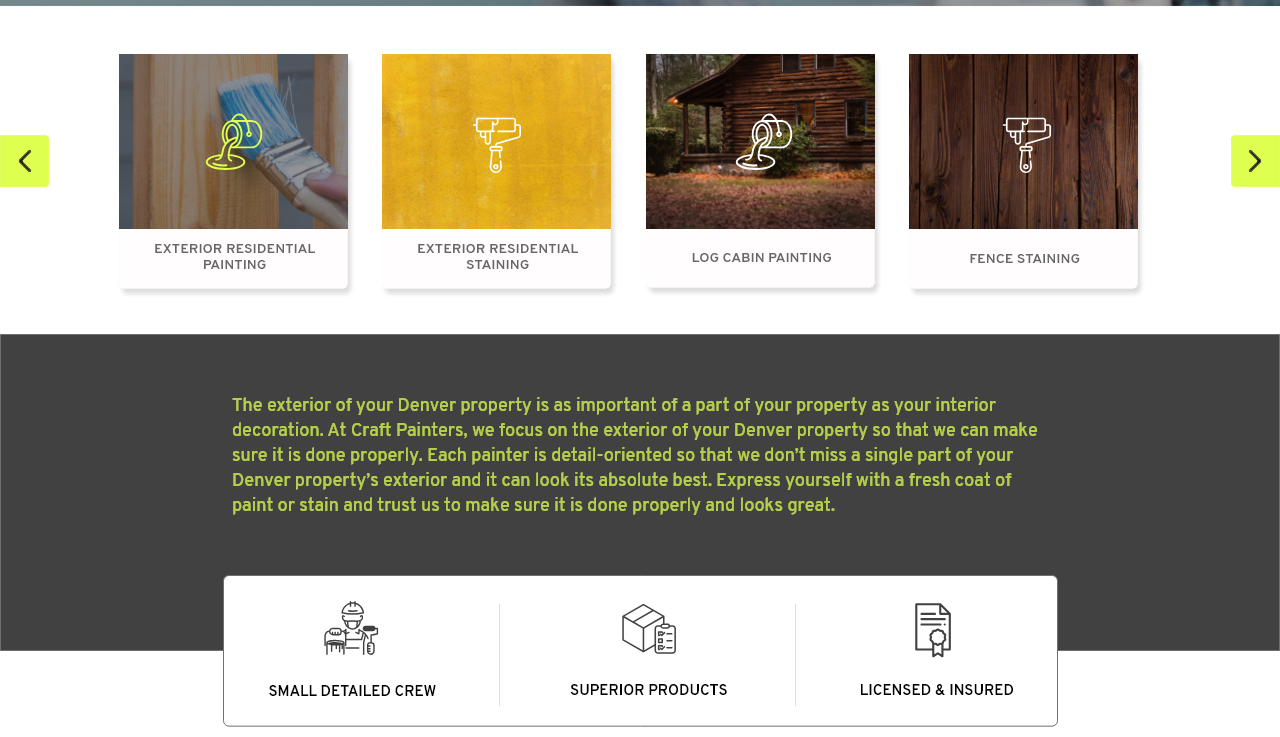 EXTERIOR RESIDENTIAL
PAINTING
EXTERIOR RESIDENTIAL
STAINING
LOG CABIN PAINTING
FENCE STAINING
The exterior of your Denver property is as important of a part of your property as your interior
decoration. At Craft Painters, we focus on the exterior of your Denver property so that we can make
sure it is done properly. Each painter is detail-oriented so that we don’t miss a single part of your
Denver property’s exterior and it can look its absolute best. Express yourself with a fresh coat of
paint or stain and trust us to make sure it is done properly and looks great.
SMALL DETAILED CREW
SUPERIOR PRODUCTS
LICENSED & INSURED